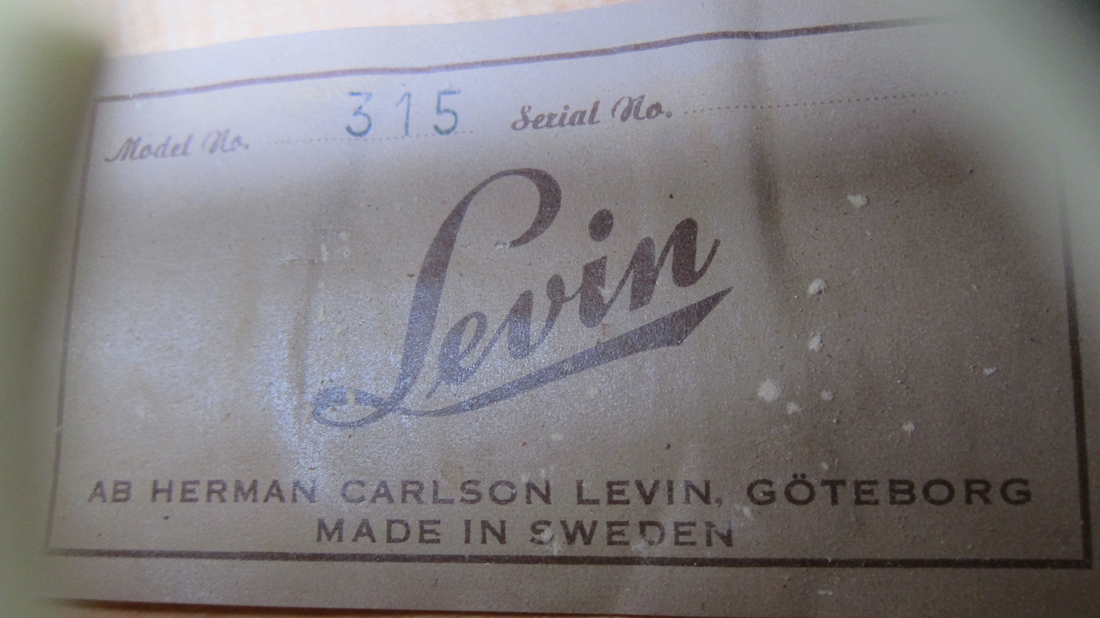 Model No. 315 Serial No.
Levin
AB HERMAN CARLSON LEVIN, GÖTEBORG
MADE IN SWEDEN